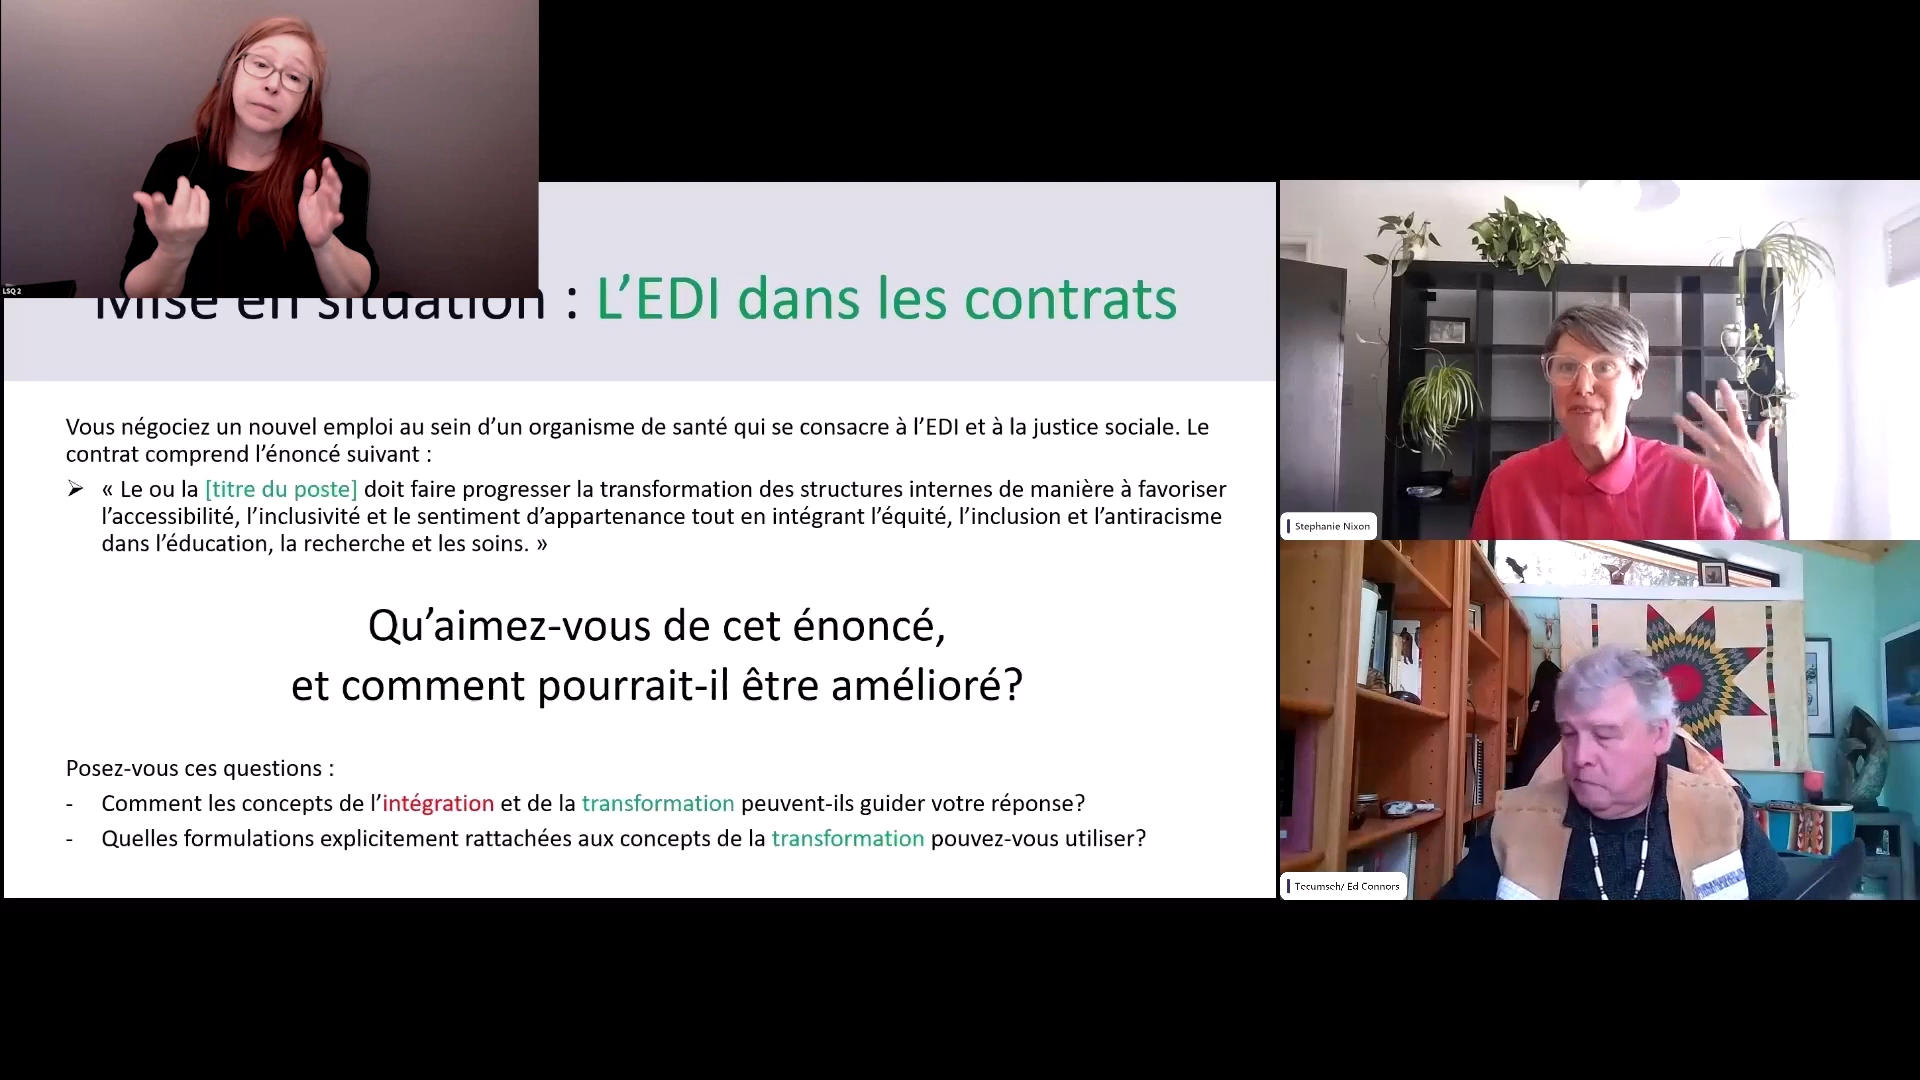 LSQ 2
Mise en situation : L’EDI dans les contrats
Vous négociez un nouvel emploi au sein d’un organisme de santé qui se consacre à l’EDI et à la justice sociale. Le
contrat comprend l’énoncé suivant :
➢ « Le ou la [titre du poste] doit faire progresser la transformation des structures internes de manière à favoriser
l’accessibilité, l’inclusivité et le sentiment d’appartenance tout en intégrant l’équité, l’inclusion et l’antiracisme
dans l’éducation, la recherche et les soins. »
Qu’aimez-vous de cet énoncé,
et comment pourrait-il être amélioré?
Posez-vous ces questions :
- Comment les concepts de l’intégration et de la transformation peuvent-ils guider votre réponse?
- Quelles formulations explicitement rattachées aux concepts de la transformation pouvez-vous utiliser?
Stephanie Nixon
Tecumseh/ Ed Connors